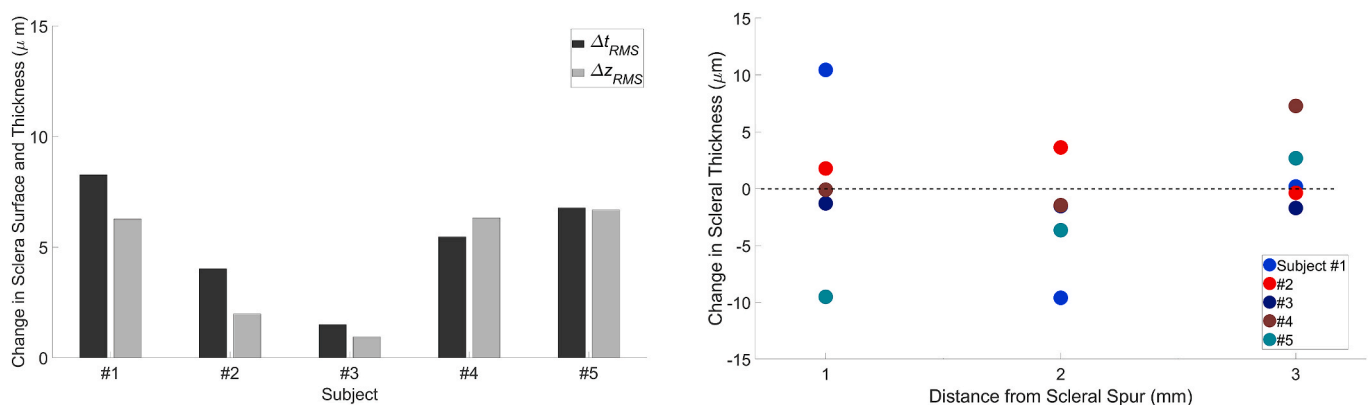 Change in Sclera Surface and Thickness (μ m)
15
10
5
0
Δt_RMS
Δz_RMS
#1 #2 #3 #4 #5
Subject
Change in Scleral Thickness (μm)
15
10
5
0
-5
-10
-15
Subject #1
#2
#3
#4
#5
1 2 3
Distance from Scleral Spur (mm)